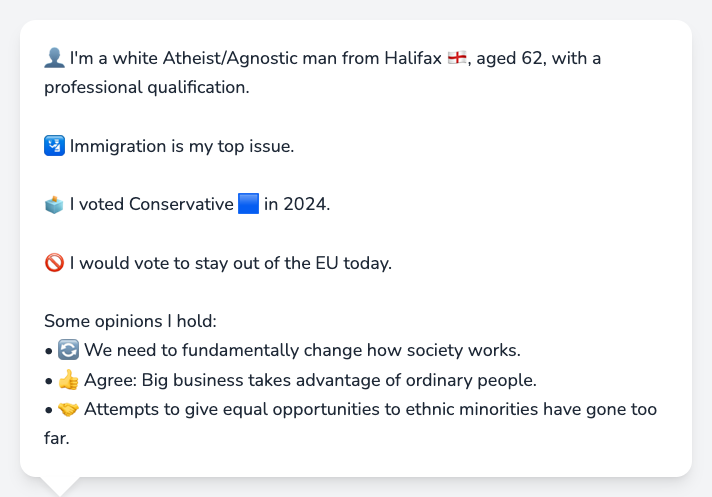 👤 I'm a white Atheist/Agnostic man from Halifax 🏴󠁧󠁢󠁥󠁮󠁧󠁿, aged 62, with a
professional qualification.
🛂 Immigration is my top issue.
🗳️ I voted Conservative 🟦 in 2024.
🚫 I would vote to stay out of the EU today.
Some opinions I hold:
• 🔄 We need to fundamentally change how society works.
• 👍 Agree: Big business takes advantage of ordinary people.
• 🤝 Attempts to give equal opportunities to ethnic minorities have gone too
far.